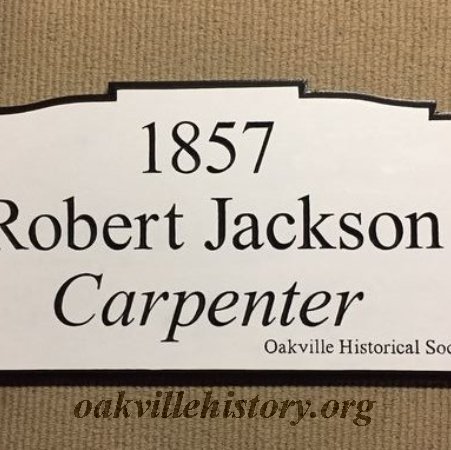 1857
Robert Jackson
Carpenter
Oakville Historical Soc
oakvillehistory.org